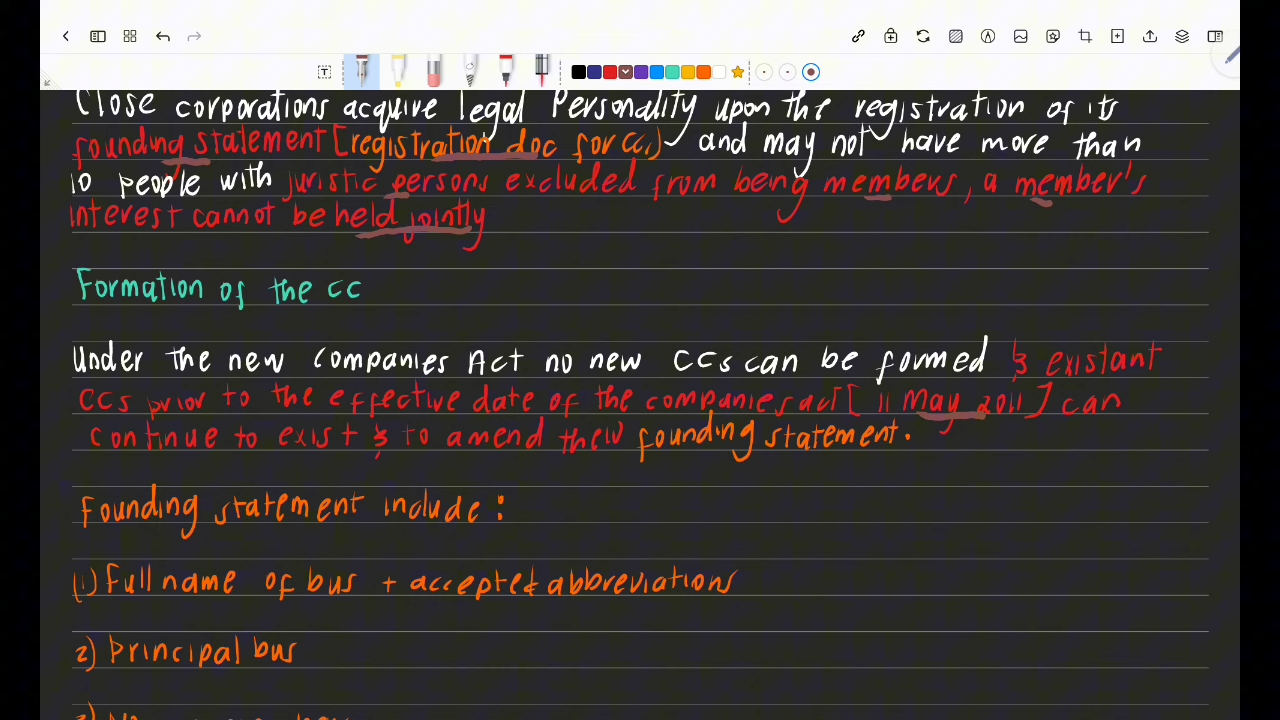 Close corporations acquire legal Personality upon the registration of its
founding statement [registration doc for CC,) and may not have more than
10 people with juristic persons excluded from being members, a member's
interest cannot be held jointly
Formation of the CC
Under the new companies Act no new CCs can be formed & existant
CCs prior to the effective date of the companies act [ 11 May 2011 ] can
continue to exist & to amend their founding statement.
Founding statement include :
(1) Full name of bus + accepted abbreviations
2) Principal bus